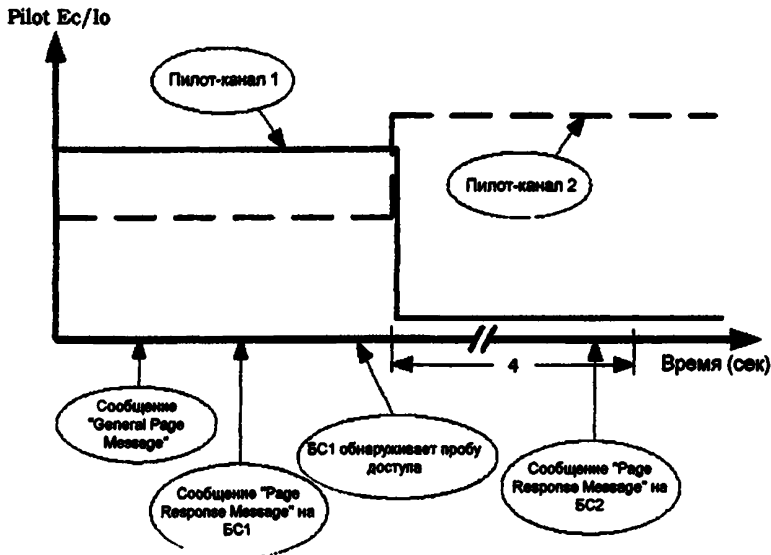 Pilot Ec/Io
Пилот-канал 1
Пилот-канал 2
4
Время (сек)
Сообщение
"General Page
Message"
Сообщение "Page
Response Message" на
БС1
БС1 обнаруживает пробу
доступа
Сообщение "Page
Response Message" на
БС2